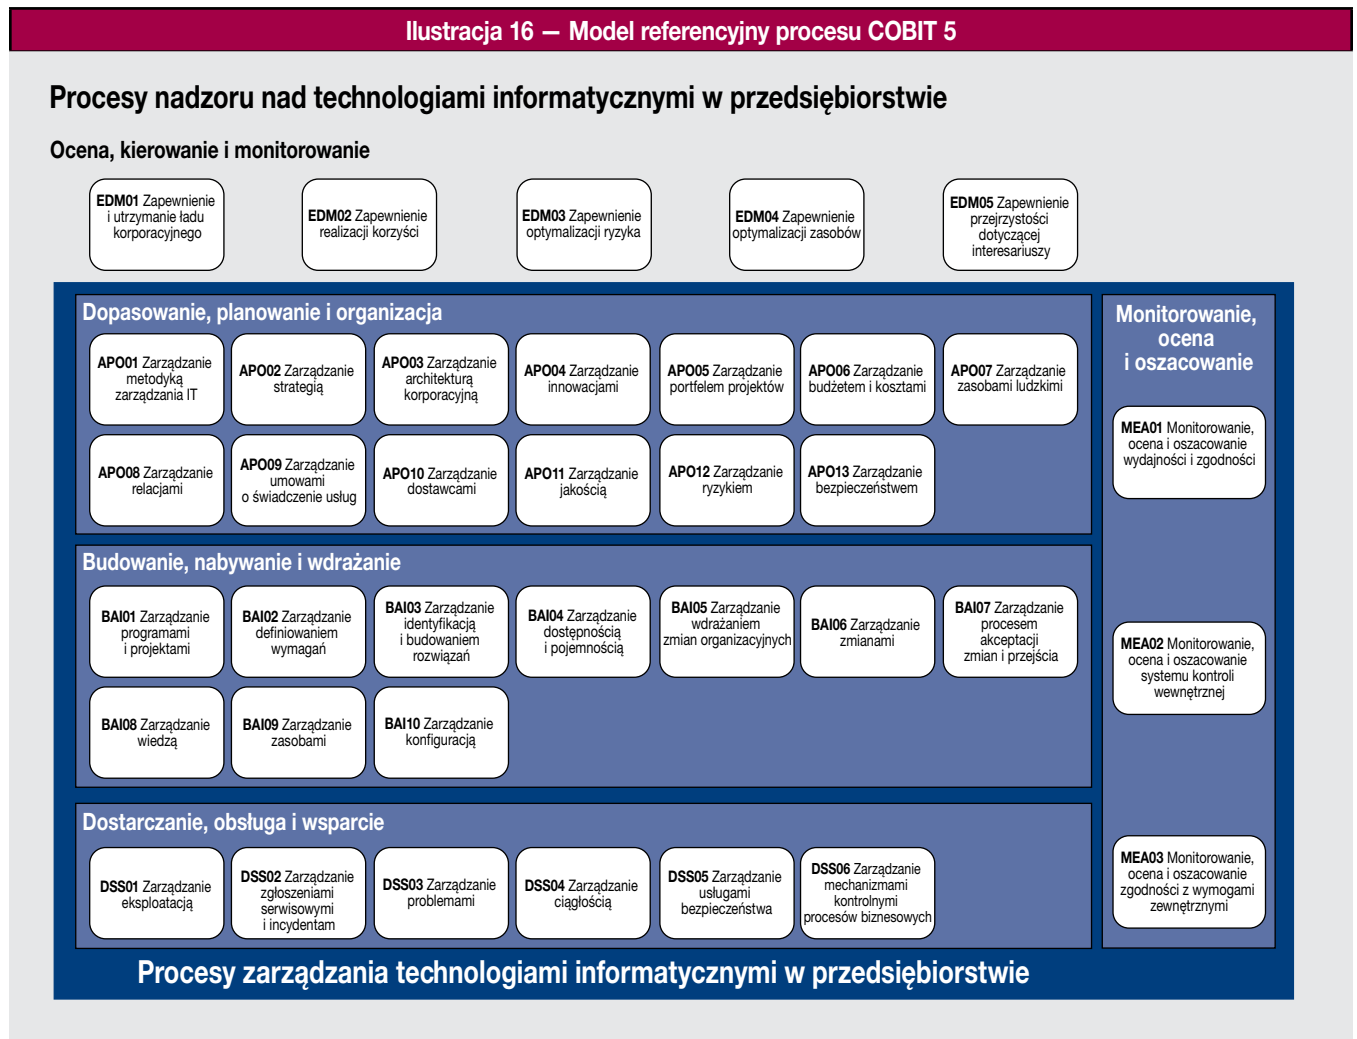 Ilustracja 16 — Model referencyjny procesu COBIT 5
Procesy nadzoru nad technologiami informatycznymi w przedsiębiorstwie
Ocena, kierowanie i monitorowanie
EDM01 Zapewnienie
i utrzymanie ładu
korporacyjnego
EDM02 Zapewnienie
realizacji korzyści
EDM03 Zapewnienie
optymalizacji ryzyka
EDM04 Zapewnienie
optymalizacji zasobów
EDM05 Zapewnienie
przejrzystości
dotyczącej
interesariuszy
Dopasowanie, planowanie i organizacja
APO01 Zarządzanie
metodyką
zarządzania IT
APO02 Zarządzanie
strategią
APO03 Zarządzanie
architekturą
korporacyjną
APO04 Zarządzanie
innowacjami
APO05 Zarządzanie
portfelem projektów
APO06 Zarządzanie
budżetem i kosztami
APO07 Zarządzanie
zasobami ludzkimi
APO08 Zarządzanie
relacjami
APO09 Zarządzanie
umowami
o świadczenie usług
APO10 Zarządzanie
dostawcami
APO11 Zarządzanie
jakością
APO12 Zarządzanie
ryzykiem
APO13 Zarządzanie
bezpieczeństwem
Budowanie, nabywanie i wdrażanie
BAI01 Zarządzanie
programami
i projektami
BAI02 Zarządzanie
definiowaniem
wymagań
BAI03 Zarządzanie
identyfikacją
i budowaniem
rozwiązań
BAI04 Zarządzanie
dostępnością
i pojemnością
BAI05 Zarządzanie
wdrażaniem
zmian organizacyjnych
BAI06 Zarządzanie
zmianami
BAI07 Zarządzanie
procesem
akceptacji
zmian i przejścia
BAI08 Zarządzanie
wiedzą
BAI09 Zarządzanie
zasobami
BAI10 Zarządzanie
konfiguracją
Dostarczanie, obsługa i wsparcie
DSS01 Zarządzanie
eksploatacją
DSS02 Zarządzanie
zgłoszeniami
serwisowymi
i incydentam
DSS03 Zarządzanie
problemami
DSS04 Zarządzanie
ciągłością
DSS05 Zarządzanie
usługami
bezpieczeństwa
DSS06 Zarządzanie
mechanizmami
kontrolnymi
procesów biznesowych
Monitorowanie,
ocena
i oszacowanie
MEA01 Monitorowanie,
ocena i oszacowanie
wydajności i zgodności
MEA02 Monitorowanie,
ocena i oszacowanie
systemu kontroli
wewnętrznej
MEA03 Monitorowanie,
ocena i oszacowanie
zgodności z wymogami
zewnętrznymi
Procesy zarządzania technologiami informatycznymi w przedsiębiorstwie